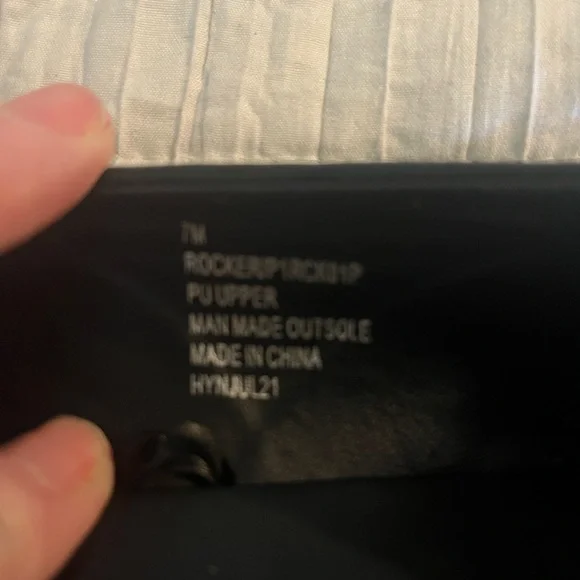 7M
PU UPPER
MAN MADE OUTSOLE
MADE IN CHINA
HYNJUL21